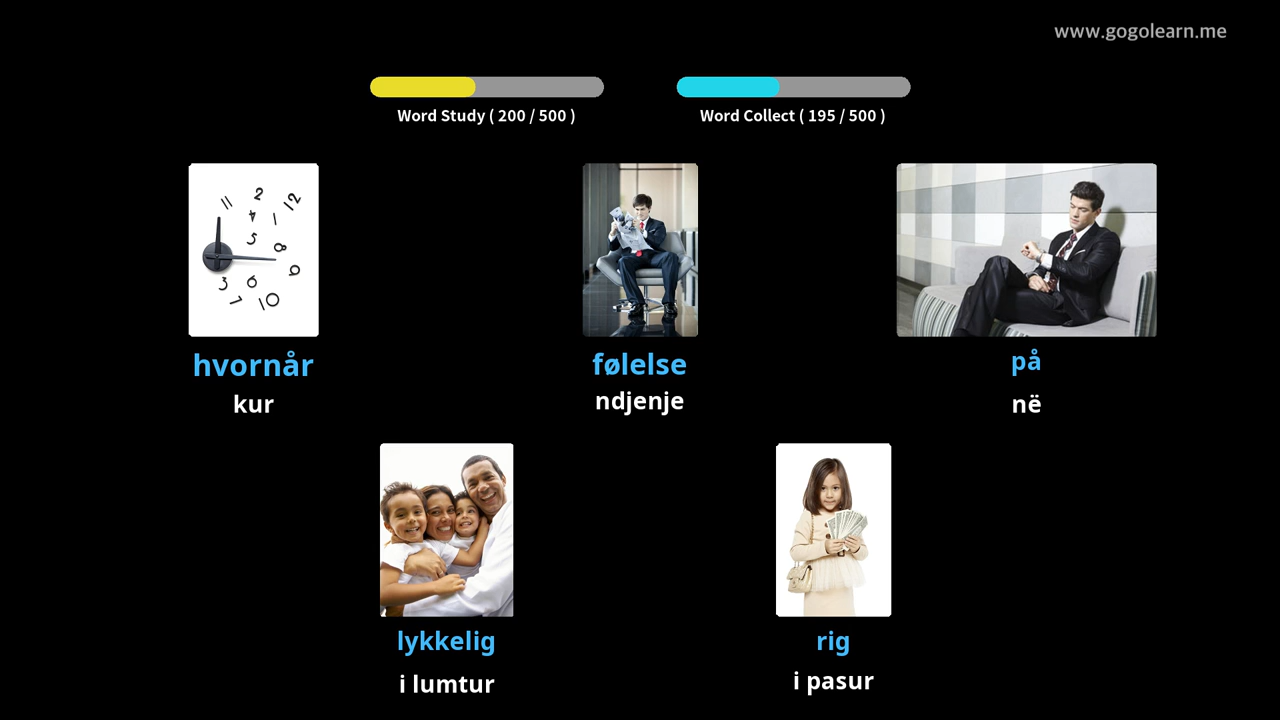 www.gogolearn.me
Word Study ( 200 / 500 )
Word Collect ( 195 / 500 )
hvornår
kur
følelse
ndjenje
på
në
lykkelig
i lumtur
rig
i pasur